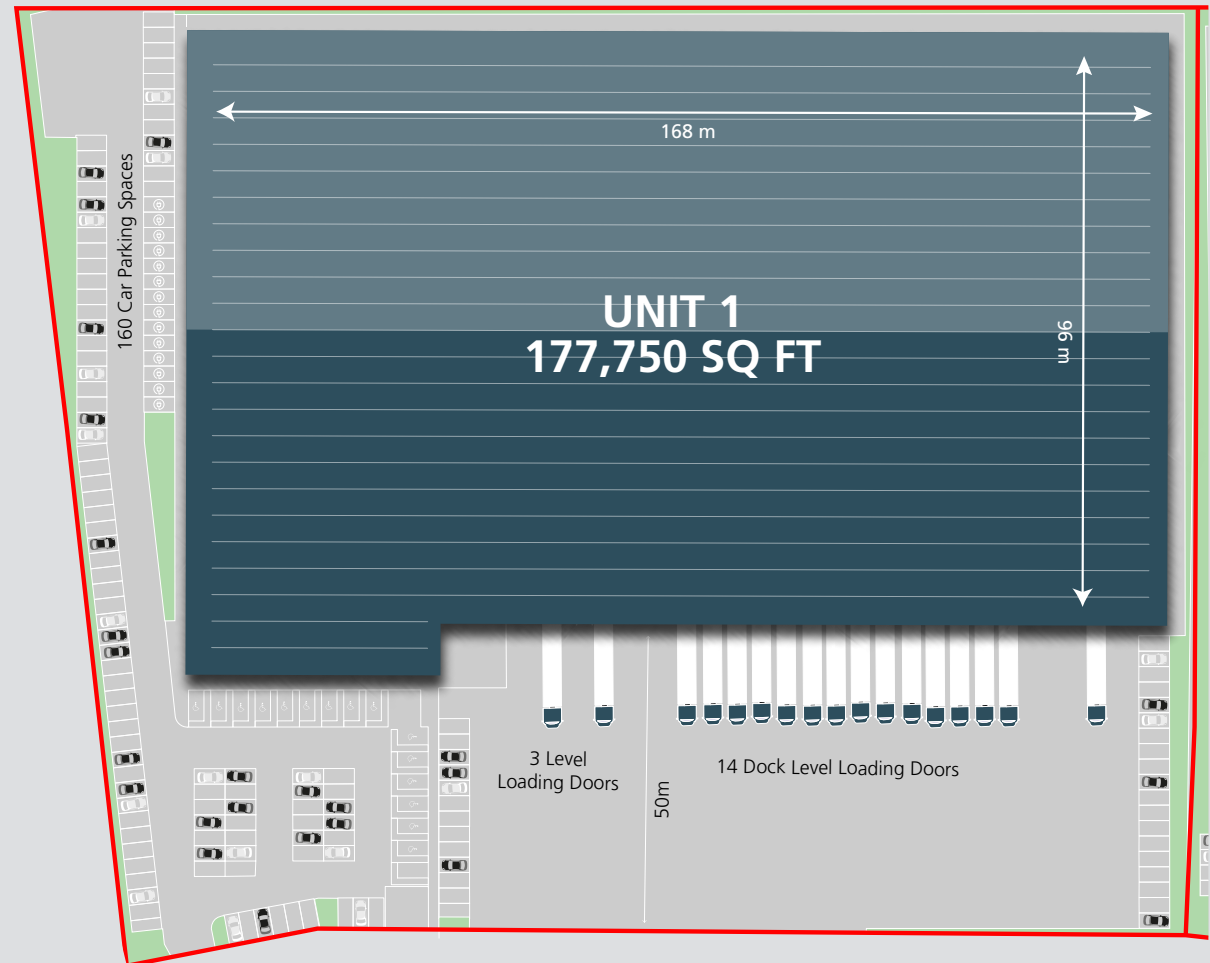 168 m
160 Car Parking Spaces
UNIT 1
177,750 SQ FT
96 m
3 Level
Loading Doors
14 Dock Level Loading Doors
50m